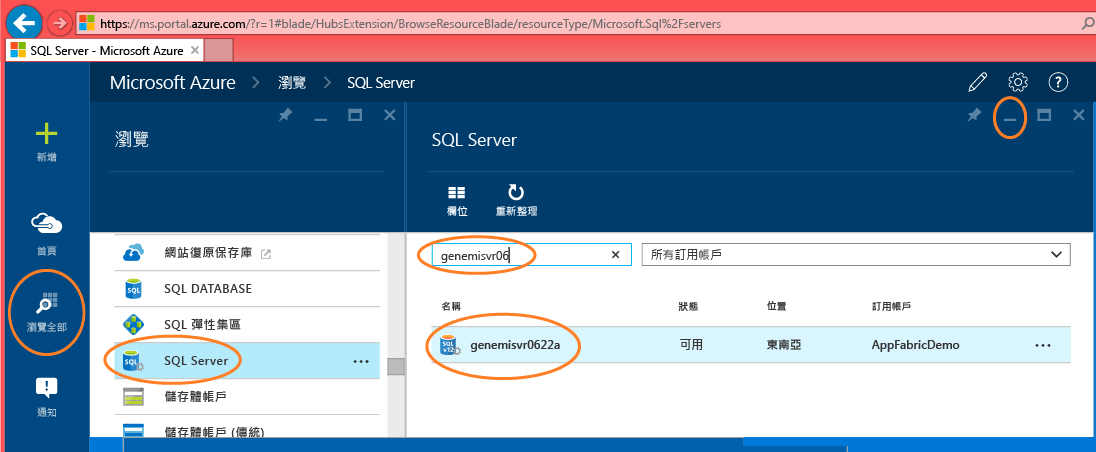 https://ms.portal.azure.com/?r=1#blade/HubsExtension/BrowseResourceBlade/resourceType/Microsoft.Sql%2Fservers
SQL Server - Microsoft Azure
Microsoft Azure > 瀏覽 > SQL Server
新增
首頁
瀏覽全部
通知
瀏覽
網站復原保存庫
SQL DATABASE
SQL 彈性集區
SQL Server
儲存體帳戶
儲存體帳戶 (傳統)
SQL Server
欄位 重新整理
genemisvr06 所有訂用帳戶
名稱 狀態 位置 訂用帳戶
SQL v12 genemisvr0622a 可用 東南亞 AppFabricDemo